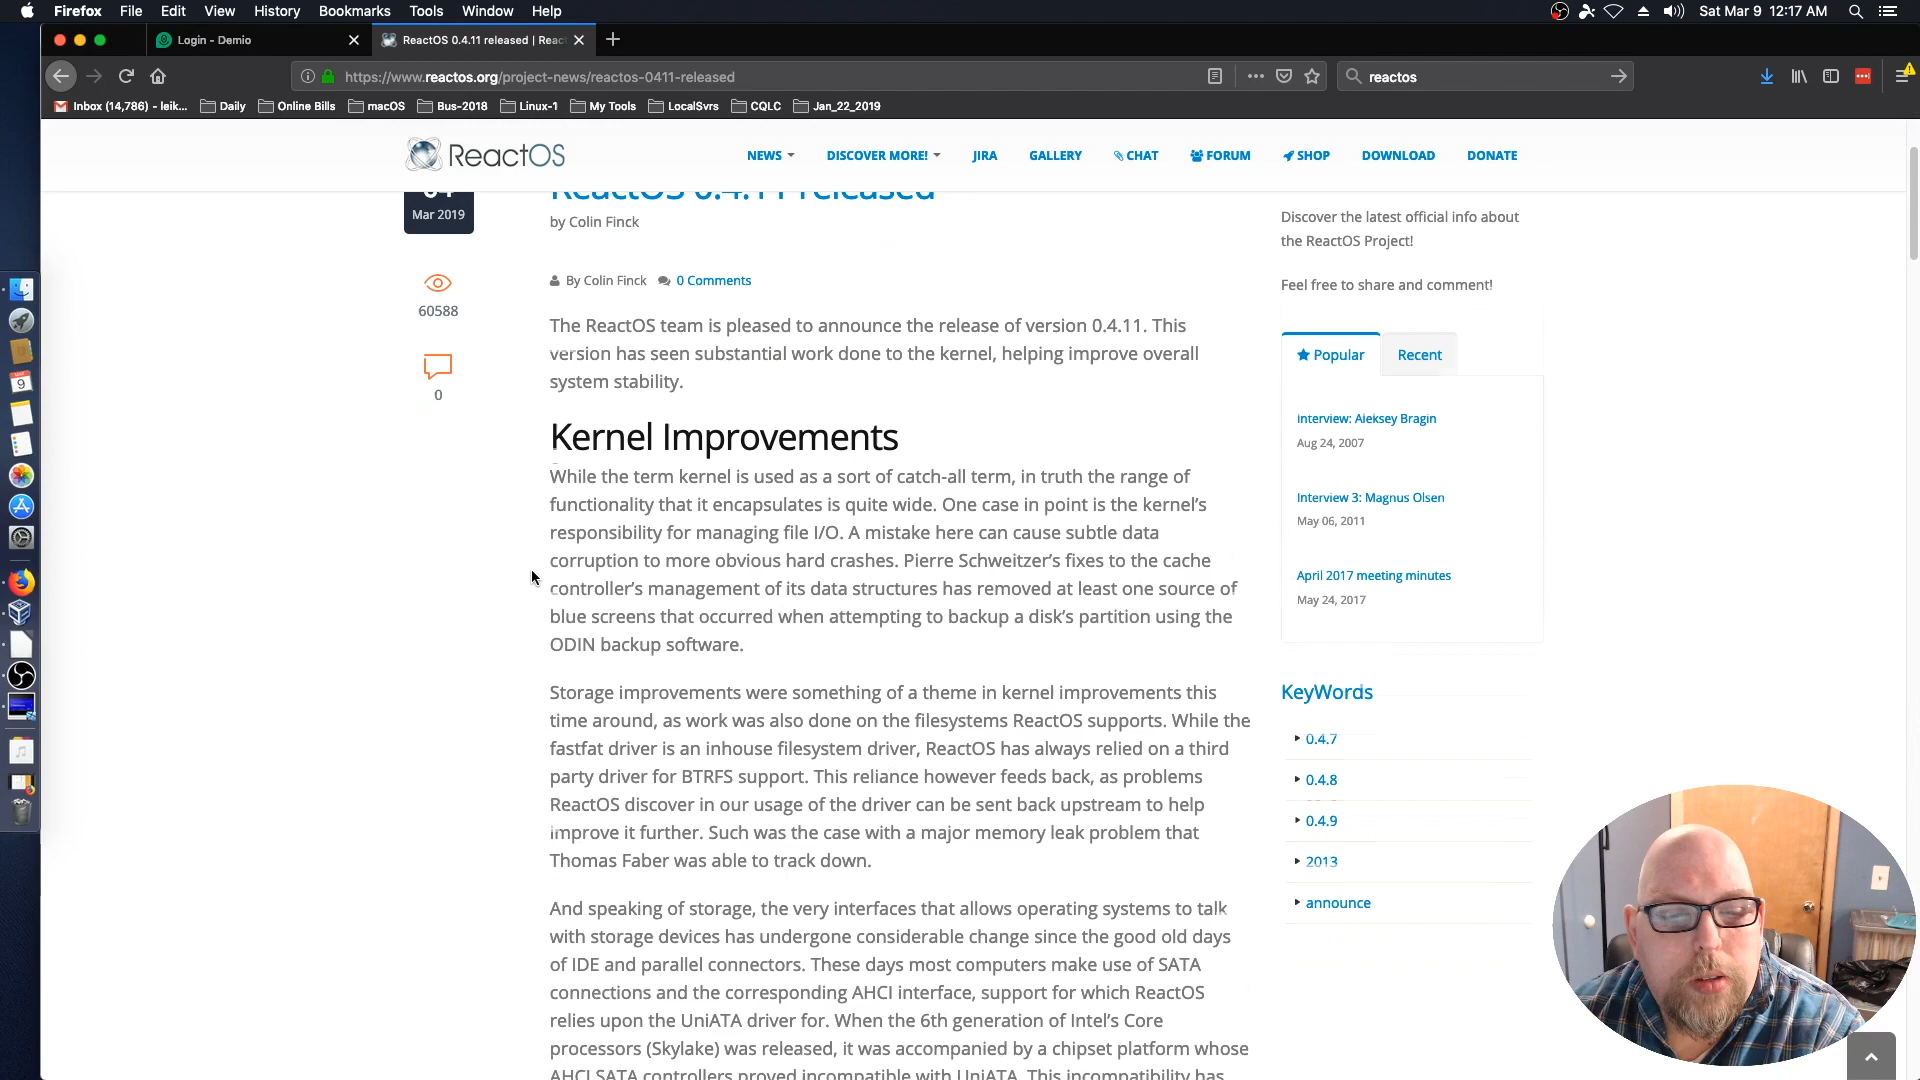 Firefox File Edit View History Bookmarks Tools Window Help Sat Mar 9 12:17 AM
Login - Demio ReactOS 0.4.11 released | Reac
https://www.reactos.org/project-news/reactos-0411-released reactos
Inbox (14,786) - leik... Daily Online Bills macOS Bus-2018 Linux-1 My Tools LocalSvrs CQLC Jan_22_2019
ReactOS NEWS DISCOVER MORE! JIRA GALLERY CHAT FORUM SHOP DOWNLOAD DONATE
ReactOS 0.4.11 released
Mar 2019
by Colin Finck
60588
0
By Colin Finck 0 Comments
The ReactOS team is pleased to announce the release of version 0.4.11. This
version has seen substantial work done to the kernel, helping improve overall
system stability.
Kernel Improvements
While the term kernel is used as a sort of catch-all term, in truth the range of
functionality that it encapsulates is quite wide. One case in point is the kernel's
responsibility for managing file I/O. A mistake here can cause subtle data
corruption to more obvious hard crashes. Pierre Schweitzer's fixes to the cache
controller's management of its data structures has removed at least one source of
blue screens that occurred when attempting to backup a disk's partition using the
ODIN backup software.
Storage improvements were something of a theme in kernel improvements this
time around, as work was also done on the filesystems ReactOS supports. While the
fastfat driver is an inhouse filesystem driver, ReactOS has always relied on a third
party driver for BTRFS support. This reliance however feeds back, as problems
ReactOS discover in our usage of the driver can be sent back upstream to help
improve it further. Such was the case with a major memory leak problem that
Thomas Faber was able to track down.
And speaking of storage, the very interfaces that allows operating systems to talk
with storage devices has undergone considerable change since the good old days
of IDE and parallel connectors. These days most computers make use of SATA
connections and the corresponding AHCI interface, support for which ReactOS
relies upon the UniATA driver for. When the 6th generation of Intel's Core
processors (Skylake) was released, it was accompanied by a chipset platform whose
AHCI SATA controllers proved incompatible with UniATA. This incompatibility has
Discover the latest official info about
the ReactOS Project!
Feel free to share and comment!
Popular Recent
Interview: Aleksey Bragin
Aug 24, 2007
Interview 3: Magnus Olsen
May 06, 2011
April 2017 meeting minutes
May 24, 2017
KeyWords
0.4.7
0.4.8
0.4.9
2013
announce
9